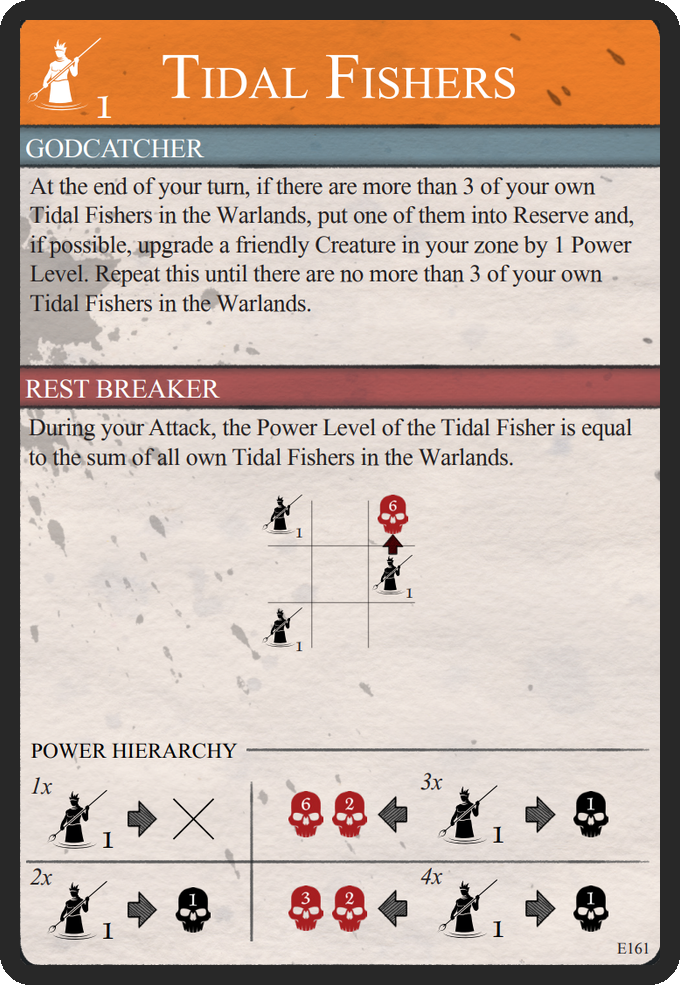 1
TIDAL FISHERS
GODCATCHER
At the end of your turn, if there are more than 3 of your own
Tidal Fishers in the Warlands, put one of them into Reserve and,
if possible, upgrade a friendly Creature in your zone by 1 Power
Level. Repeat this until there are no more than 3 of your own
Tidal Fishers in the Warlands.
REST BREAKER
During your Attack, the Power Level of the Tidal Fisher is equal
to the sum of all own Tidal Fishers in the Warlands.
1 6
1
1
POWER HIERARCHY
1x 1
6 2 3x 1 1
2x 1 1
3 2 4x 1 1
E161